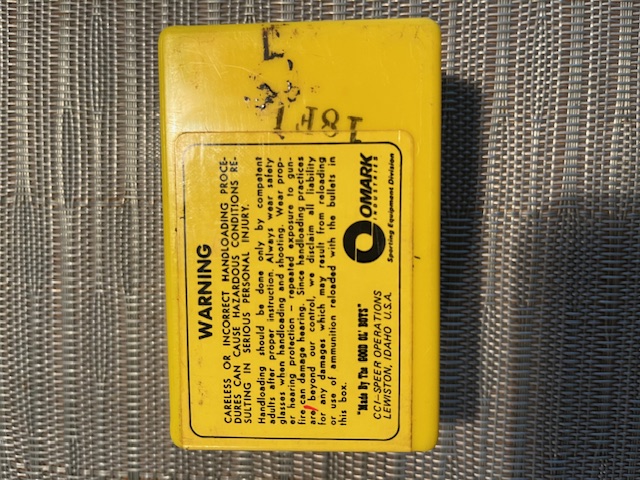 WARNING
CARELESS OR INCORRECT HANDLOADING PROCE-
DURES CAN CAUSE HAZARDOUS CONDITIONS RE-
SULTING IN SERIOUS PERSONAL INJURY.
Handloading should be done only by competent
adults after proper instruction. Always wear safety
glasses when handloading and shooting. Wear prop-
er hearing protection — repeated exposure to gun-
fire can damage hearing. Since handloading practices
are beyond our control, we disclaim all liability
for any damages which may result from reloading
or use of ammunition reloaded with the bullets in
this box.
"Made By The GOOD OL' BOYS"
CCI-SPEER OPERATIONS
LEWISTON, IDAHO U.S.A.
OMARK
INDUSTRIES
Sporting Equipment Division